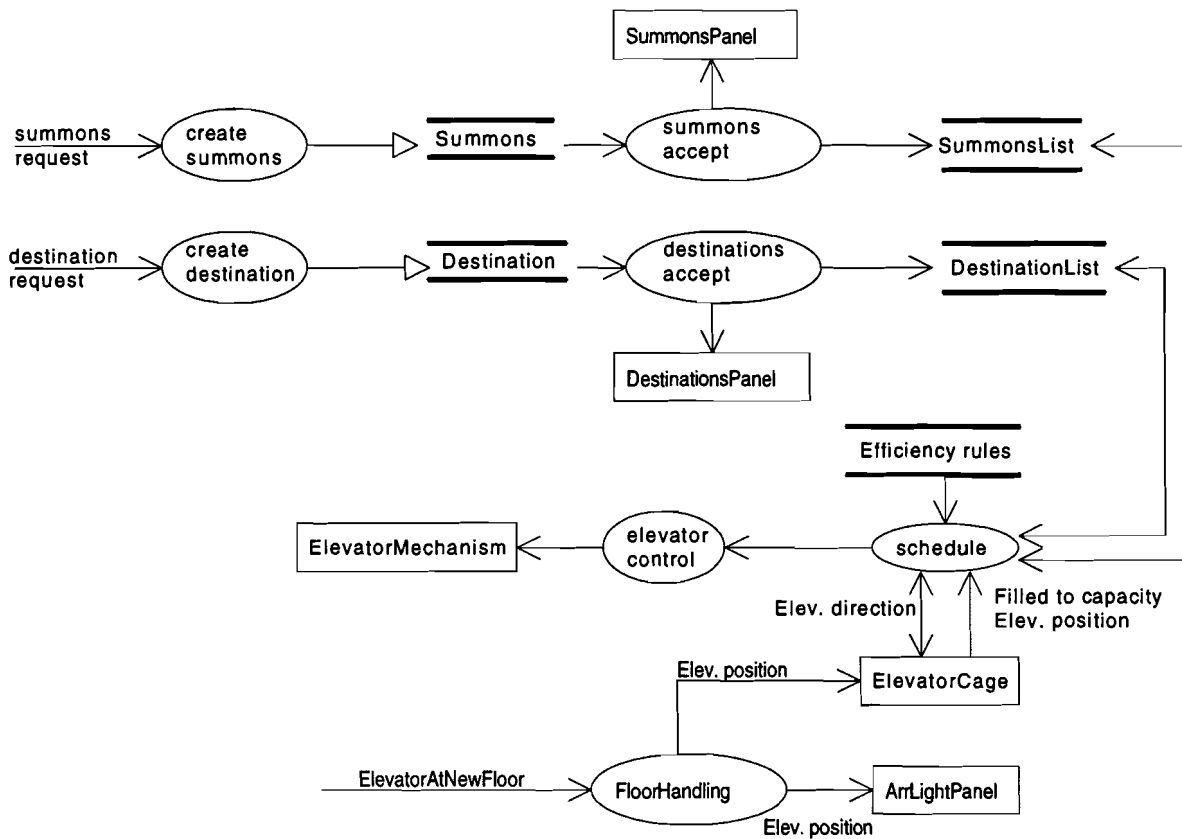 SummonsPanel
summons
request
create
summons
Summons
summons
accept
SummonsList
destination
request
create
destination
Destination
destinations
accept
DestinationList
DestinationsPanel
Efficiency rules
ElevatorMechanism
elevator
control
schedule
Elev. direction
Filled to capacity
Elev. position
Elev. position
ElevatorCage
ElevatorAtNewFloor
FloorHandling
ArrLightPanel
Elev. position